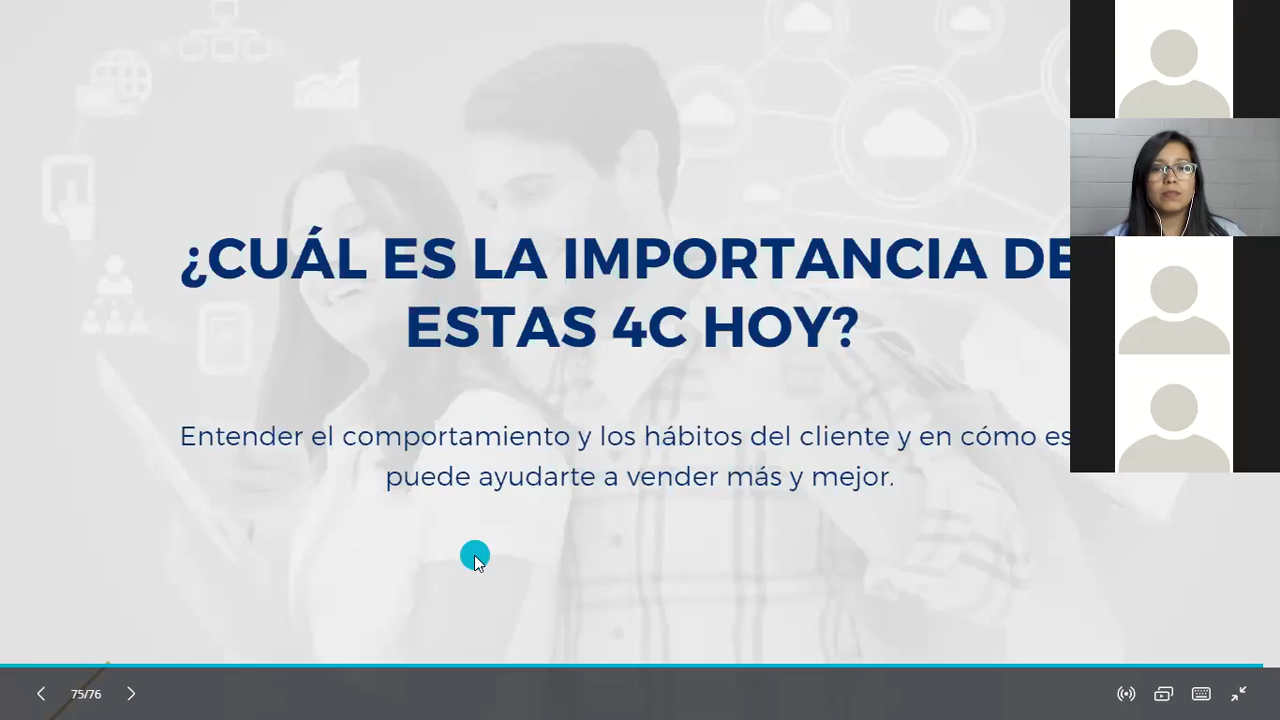 ¿CUÁL ES LA IMPORTANCIA DE
ESTAS 4C HOY?
Entender el comportamiento y los hábitos del cliente y en cómo es
puede ayudarte a vender más y mejor.
75/76